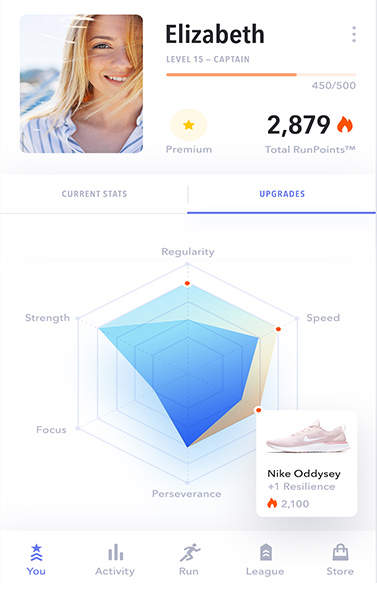 Elizabeth
LEVEL 15 – CAPTAIN
450/500
2,879
Premium
Total RunPoints™
CURRENT STATS
UPGRADES
Regularity
Strength
Speed
Focus
Perseverance
Nike Oddysey
+1 Resilience
2,100
You
Activity
Run
League
Store